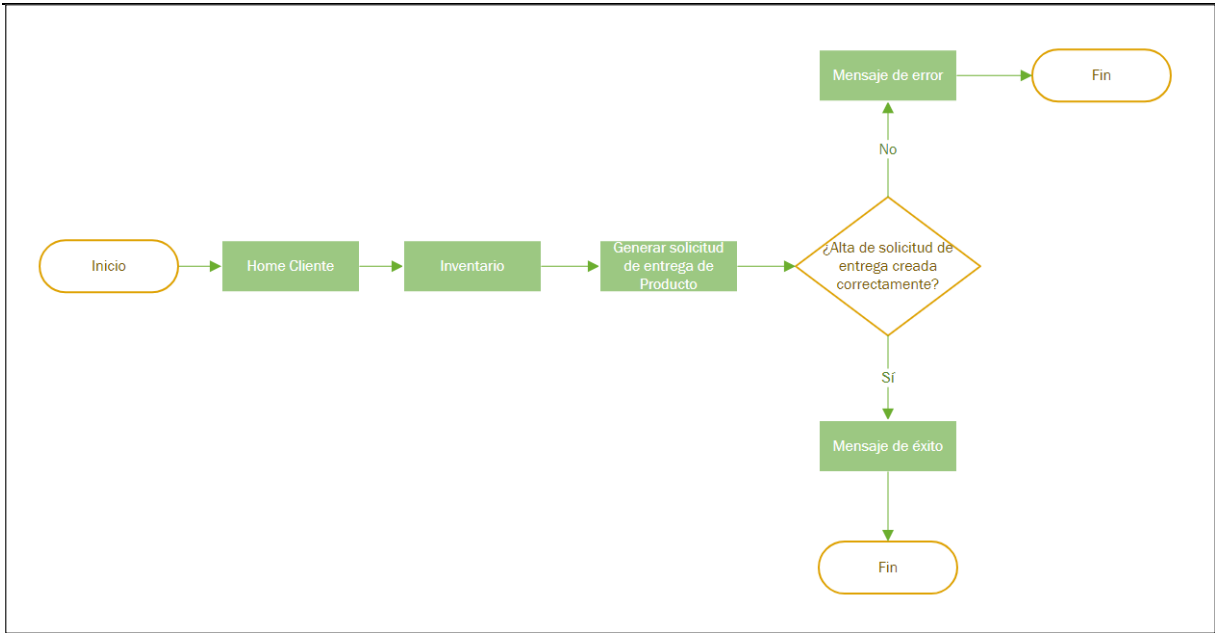 Mensaje de error
Fin
No
Inicio
Home Cliente
Inventario
Generar solicitud
de entrega de
Producto
¿Alta de solicitud de
entrega creada
correctamente?
Sí
Mensaje de éxito
Fin